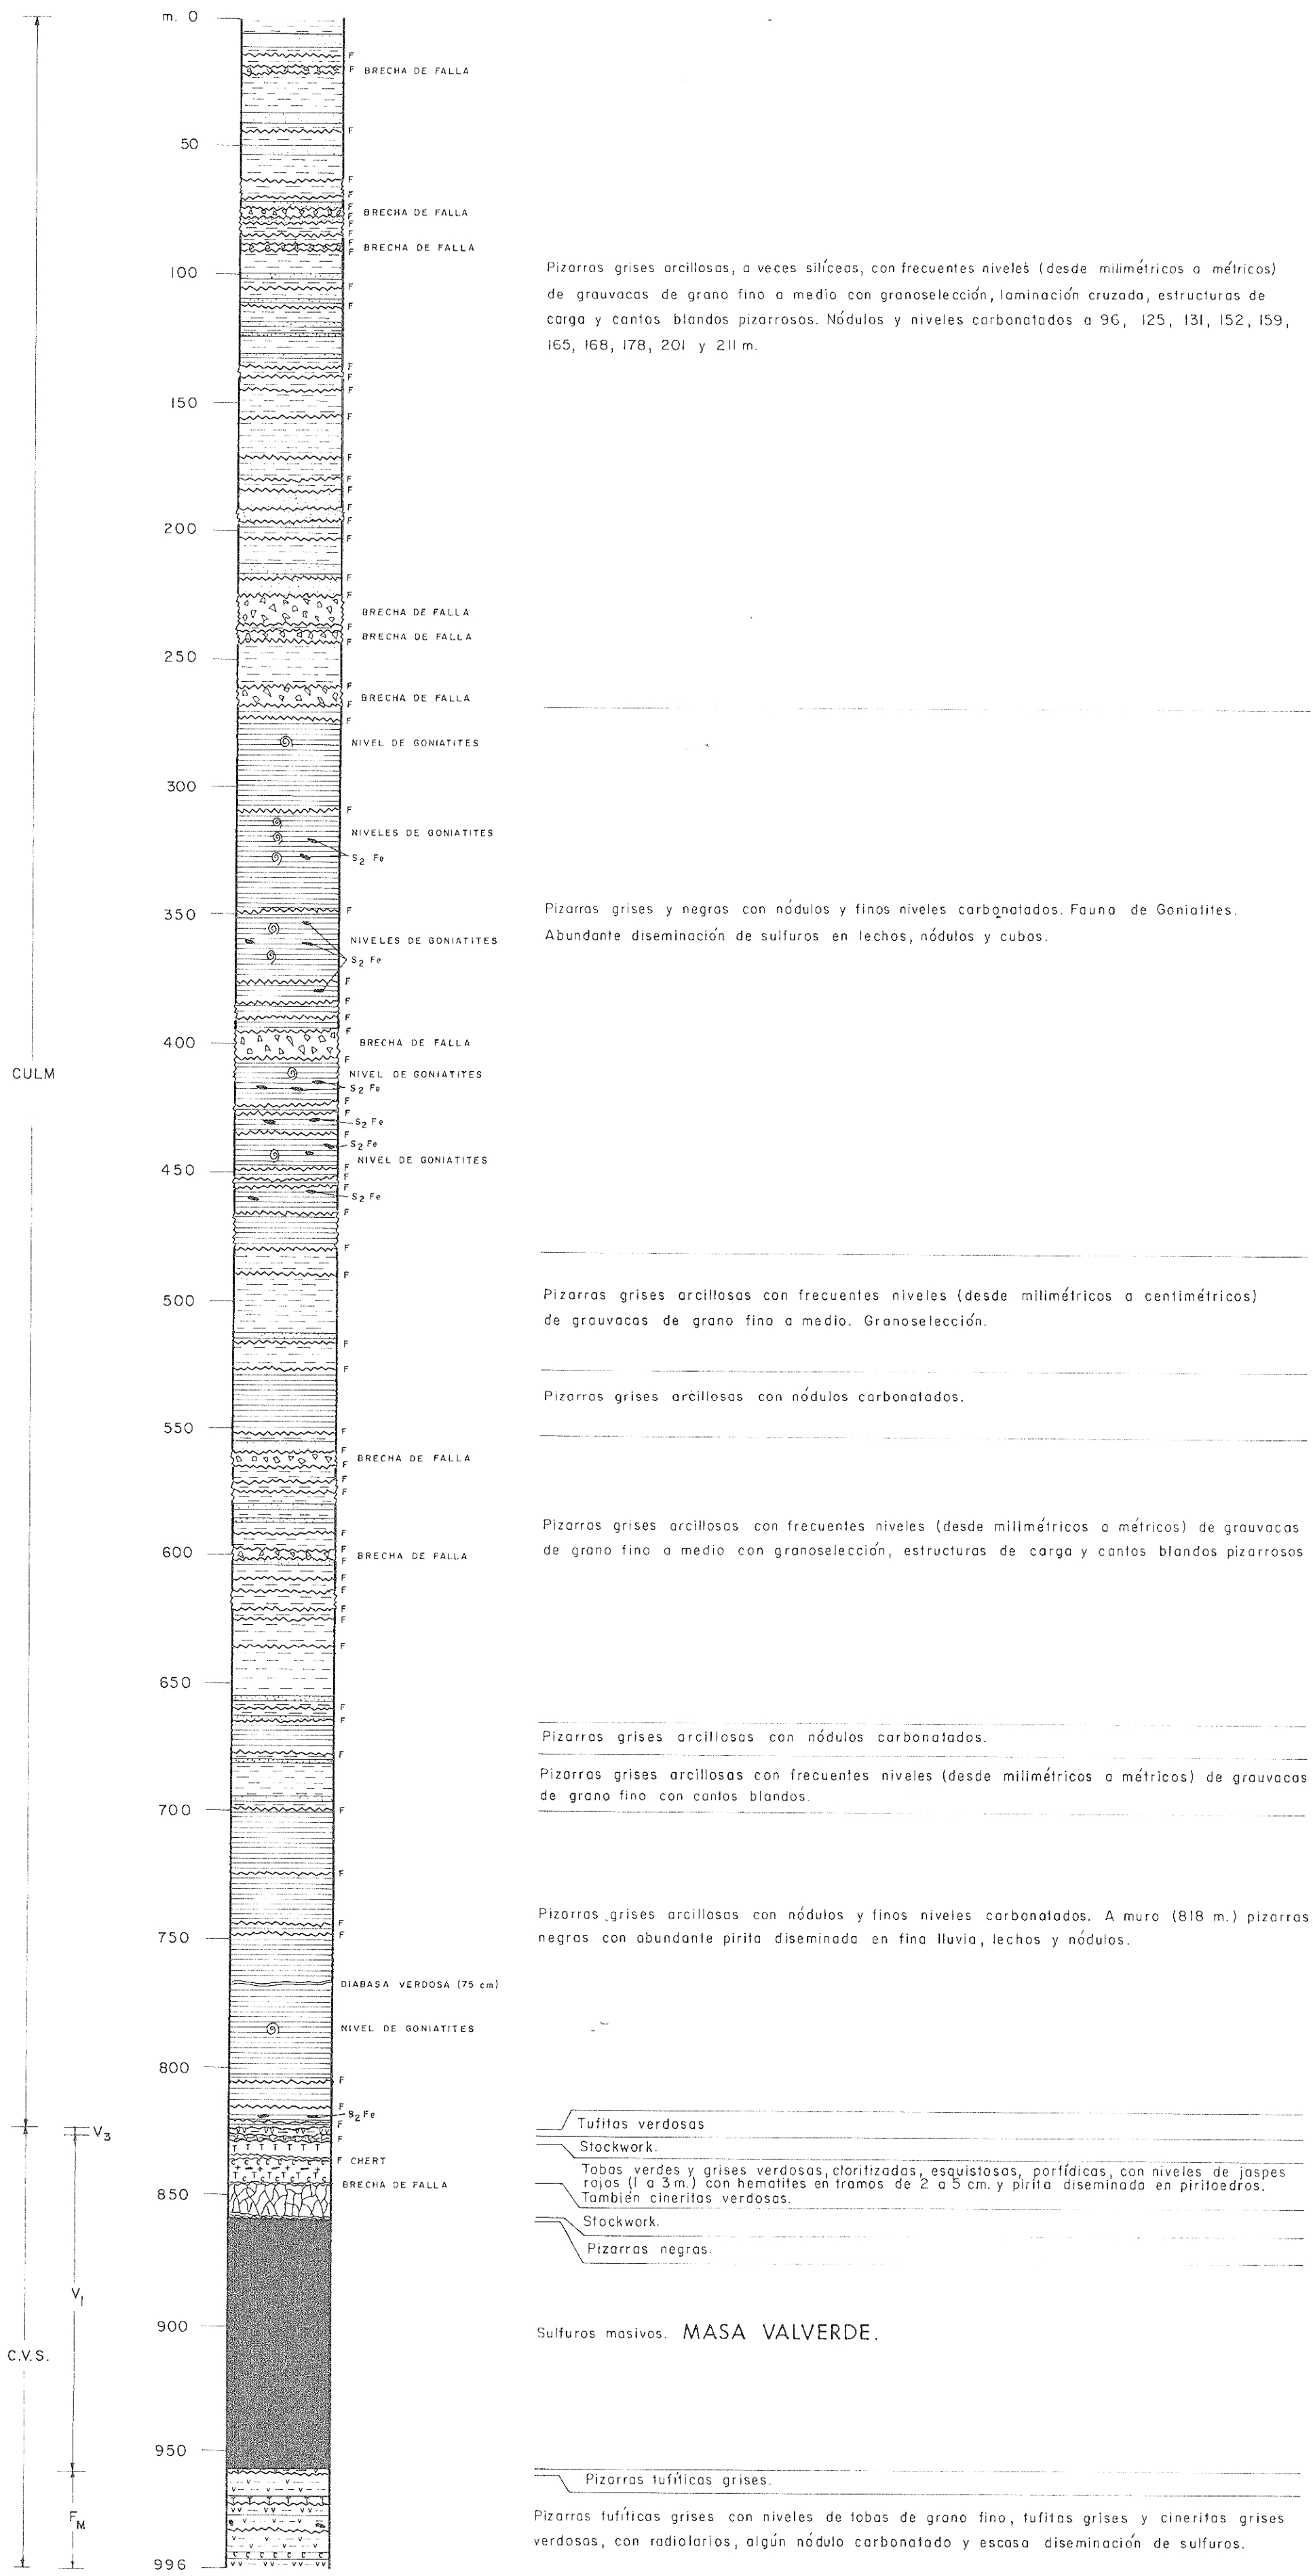 m. 0
F
F BRECHA DE FALLA
F
50
F
F
F
F BRECHA DE FALLA
F
F
F
F BRECHA DE FALLA
100
F
F
Pizarras grises arcillosas, a veces silíceas, con frecuentes niveles (desde milimétricos a métricos)
de grauvacas de grano fino a medio con granoselección, laminación cruzada, estructuras de
carga y cantos blandos pizarrosos. Nódulos y niveles carbonatados a 96, 125, 131, 152, 159,
165, 168, 178, 201 y 211 m.
F
F
F
150
F
F
F
F
F
F
200
F
F
F
BRECHA DE FALLA
F
BRECHA DE FALLA
F
250
F
BRECHA DE FALLA
F
F
NIVEL DE GONIATITES
300
F
NIVELES DE GONIATITES
S2 Fe
350
F
Pizarras grises y negras con nódulos y finos niveles carbonatados. Fauna de Goniatites.
Abundante diseminación de sulfuros en lechos, nódulos y cubos.
NIVELES DE GONIATITES
S2 Fe
F
F
F
F
400
BRECHA DE FALLA
F
CULM
NIVEL DE GONIATITES
S2 Fe
F
F
S2 Fe
F
S2 Fe
NIVEL DE GONIATITES
450
F
F
F
S2 Fe
F
F
F
500
Pizarras grises arcillosas con frecuentes niveles (desde milimétricos a centimétricos)
de grauvacas de grano fino a medio. Granoselección.
F
F
Pizarras grises arcillosas con nódulos carbonatados.
550
F
F
BRECHA DE FALLA
F
F
F
Pizarras grises arcillosas con frecuentes niveles (desde milimétricos a métricos) de grauvacas
de grano fino a medio con granoselección, estructuras de carga y cantos blandos pizarrosos
F
F
600
BRECHA DE FALLA
F
F
F
F
F
F
650
F
F
Pizarras grises arcillosas con nódulos carbonatados.
F
Pizarras grises arcillosas con frecuentes niveles (desde milimétricos a métricos) de grauvacas
de grano fino con cantos blandos.
700
F
F
Pizarras grises arcillosas con nódulos y finos niveles carbonatados. A muro (818 m.) pizarras
negras con abundante pirita diseminada en fina lluvia, lechos y nódulos.
F
F
750
DIABASA VERDOSA (75 cm)
NIVEL DE GONIATITES
800
F
F
S2 Fe
F
V3
Tufitas verdosas
F
Stockwork.
F CHERT
Tobas verdes y grises verdosas, cloritizadas, esquistosas, porfídicas, con niveles de jaspes
rojos (1 a 3 m.) con hematites en tramos de 2 a 5 cm. y pirita diseminada en piritoedros.
También cineritas verdosas.
BRECHA DE FALLA
850
Stockwork.
Pizarras negras.
V1
900
Sulfuros masivos. MASA VALVERDE.
C.V.S.
950
Pizarras tufíticas grises.
FM
Pizarras tufíticas grises con niveles de tobas de grano fino, tufitas grises y cineritas grises
verdosas, con radiolarios, algún nódulo carbonatado y escasa diseminación de sulfuros.
996